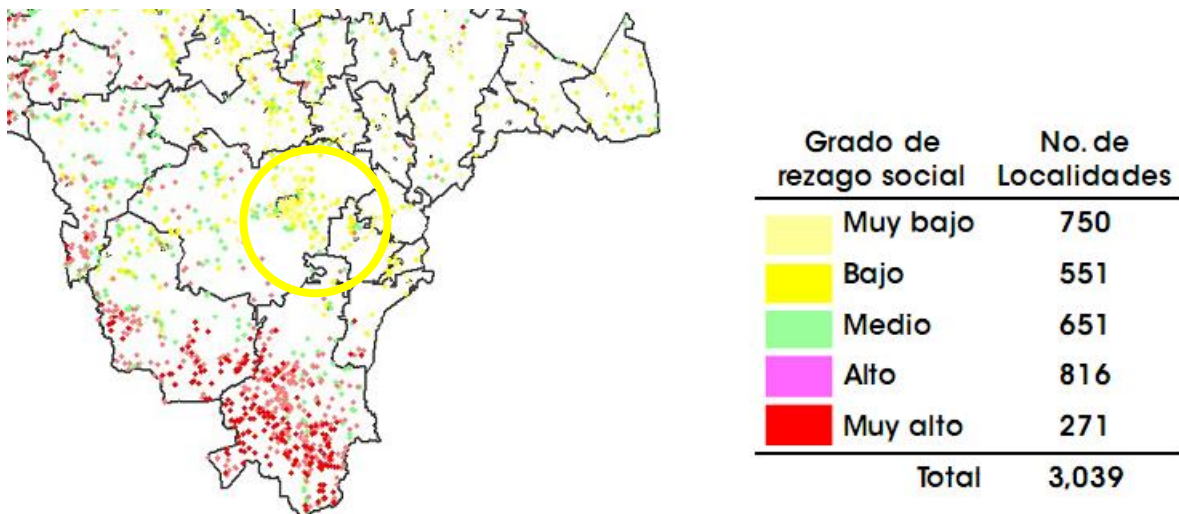 Grado de rezago social No. de Localidades
Muy bajo 750
Bajo 551
Medio 651
Alto 816
Muy alto 271
Total 3,039